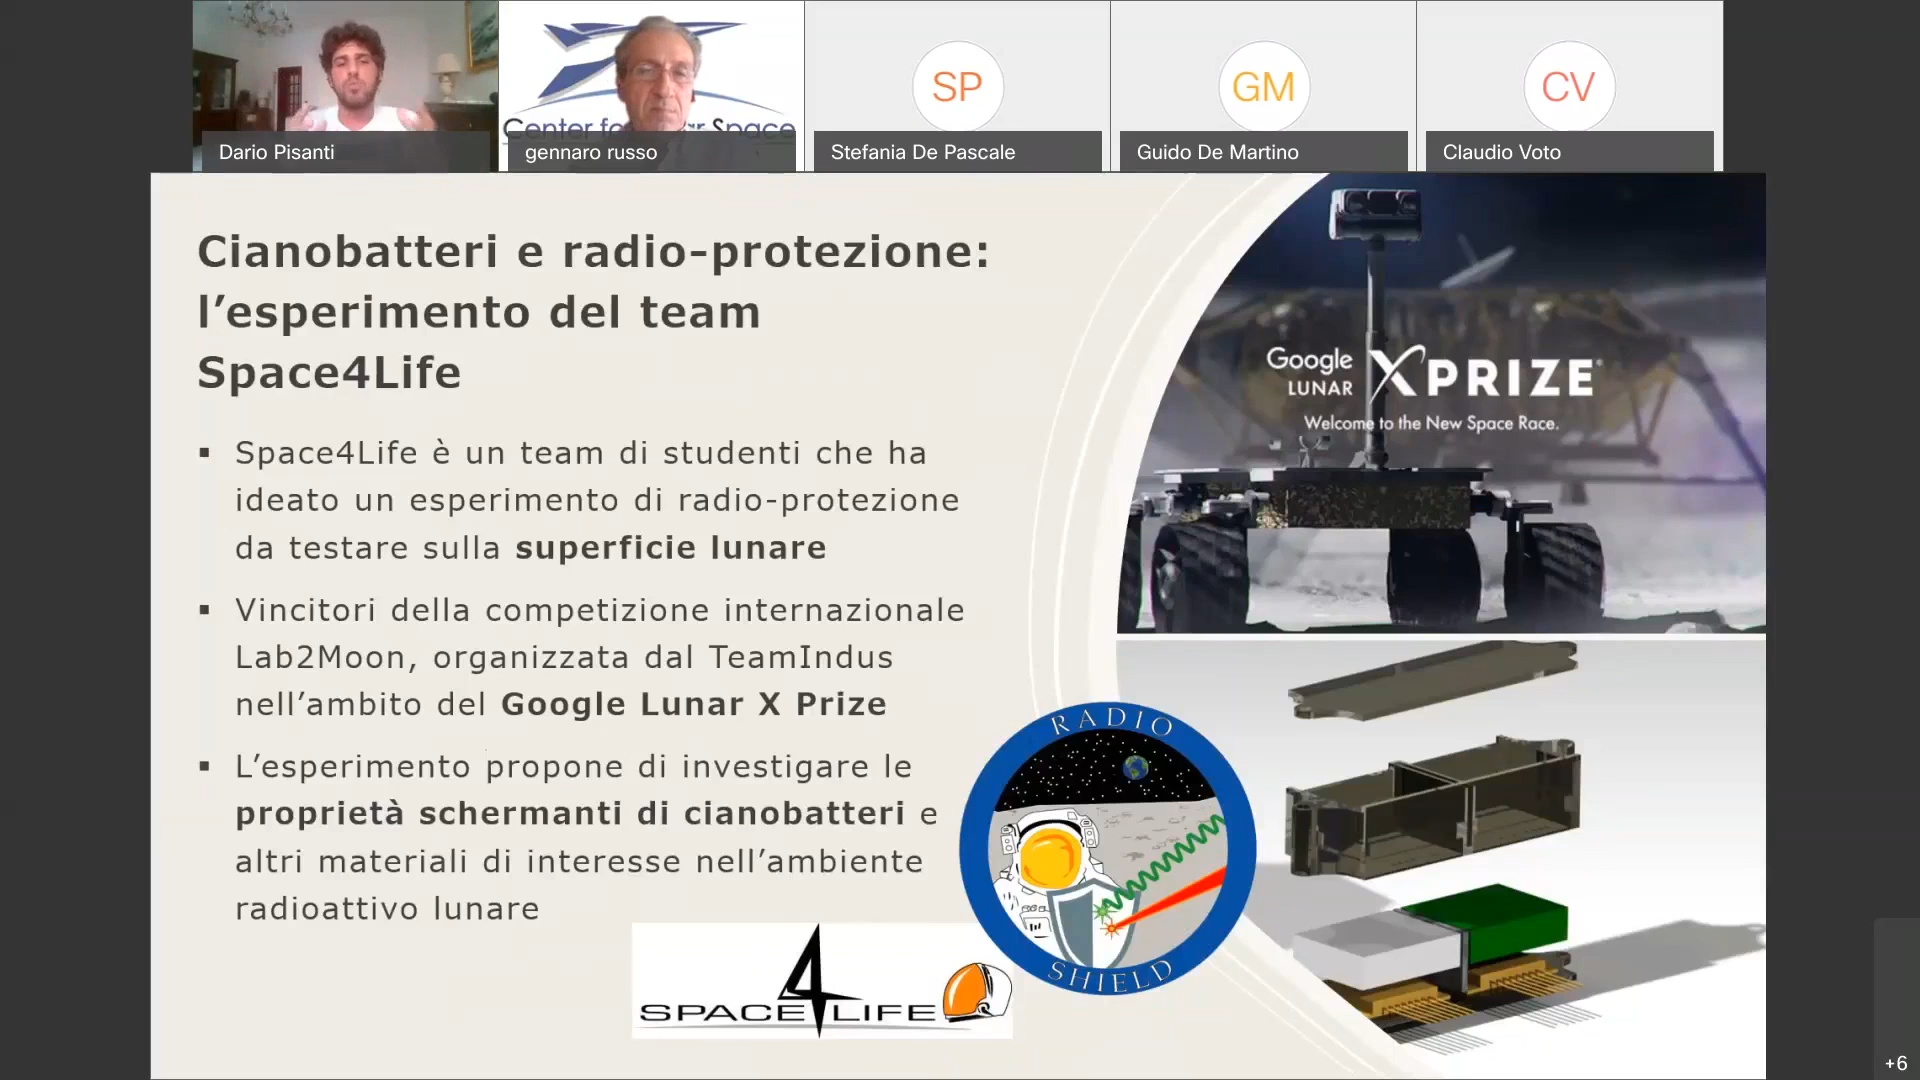 Center for Near Space
Dario Pisanti
gennaro russo
SP
Stefania De Pascale
GM
Guido De Martino
CV
Claudio Voto
Cianobatteri e radio-protezione:
l’esperimento del team
Space4Life
▪ Space4Life è un team di studenti che ha
ideato un esperimento di radio-protezione
da testare sulla superficie lunare
▪ Vincitori della competizione internazionale
Lab2Moon, organizzata dal TeamIndus
nell’ambito del Google Lunar X Prize
▪ L’esperimento propone di investigare le
proprietà schermanti di cianobatteri e
altri materiali di interesse nell’ambiente
radioattivo lunare
Google LUNAR XPRIZE
Welcome to the New Space Race.
RADIO
SHIELD
SPACE4LIFE
+6